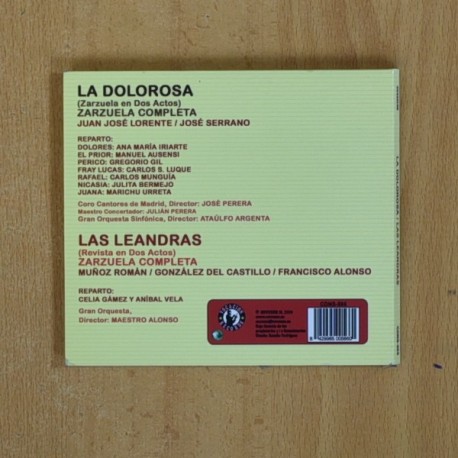 LA DOLOROSA
(Zarzuela en Dos Actos)
ZARZUELA COMPLETA
JUAN JOSÉ LORENTE / JOSÉ SERRANO
REPARTO:
DOLORES: ANA MARÍA IRIARTE
EL PRIOR: MANUEL AUSENSI
PERICO: GREGORIO GIL
FRAY LUCAS: CARLOS S. LUQUE
RAFAEL: CARLOS MUNGUÍA
NICASIA: JULITA BERMEJO
JUANA: MARICHU URRETA
Coro Cantores de Madrid, Director: JOSÉ PERERA
Maestro Concertador: JULIÁN PERERA
Gran Orquesta Sinfónica, Director: ATAÚLFO ARGENTA
LAS LEANDRAS
(Revista en Dos Actos)
ZARZUELA COMPLETA
MUÑOZ ROMÁN / GONZÁLEZ DEL CASTILLO / FRANCISCO ALONSO
REPARTO:
CELIA GÁMEZ Y ANÍBAL VELA
Gran Orquesta,
Director: MAESTRO ALONSO
LA DOLOROSA / LAS LEANDRAS